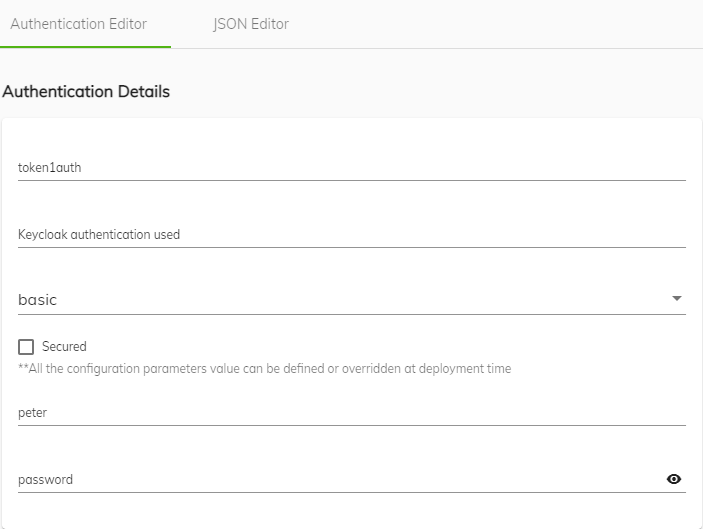 Authentication Editor
JSON Editor
Authentication Details
token1auth
Keycloak authentication used
basic
Secured
**All the configuration parameters value can be defined or overridden at deployment time
peter
password